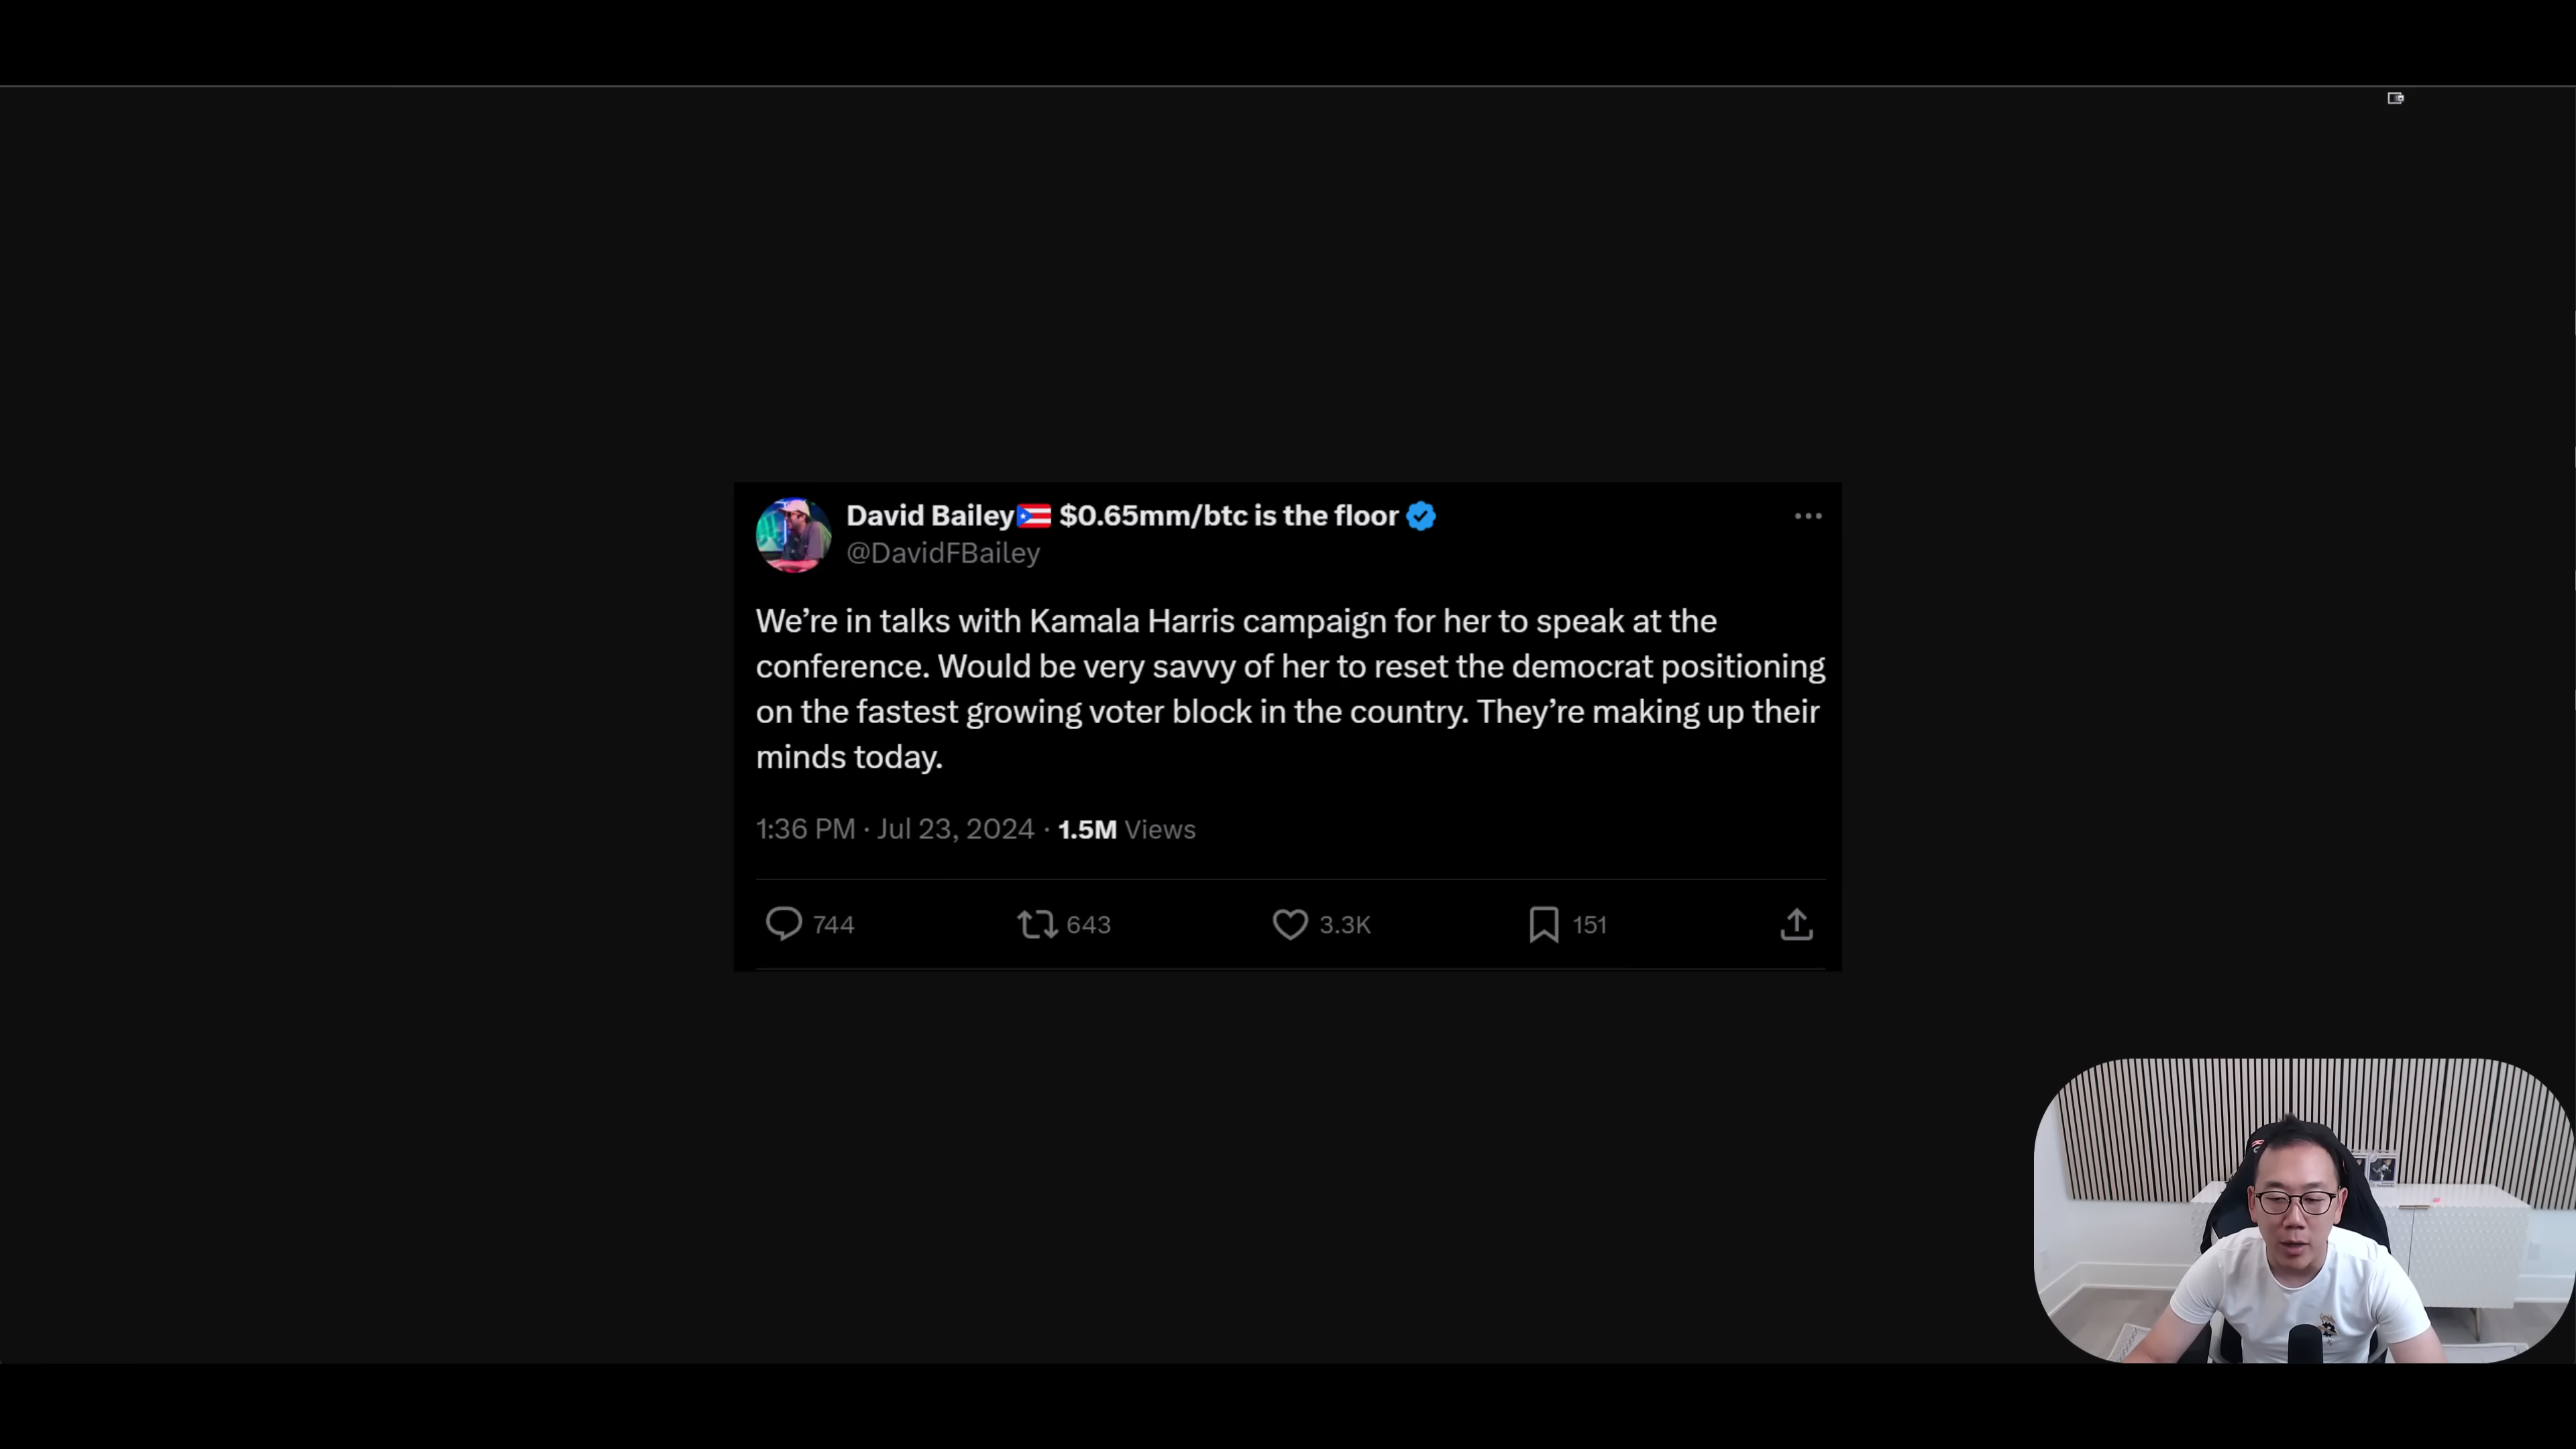 David Bailey🇵🇷 $0.65mm/btc is the floor
@DavidFBailey
We’re in talks with Kamala Harris campaign for her to speak at the
conference. Would be very savvy of her to reset the democrat positioning
on the fastest growing voter block in the country. They’re making up their
minds today.
1:36 PM · Jul 23, 2024 · 1.5M Views
744 643 3.3K 151